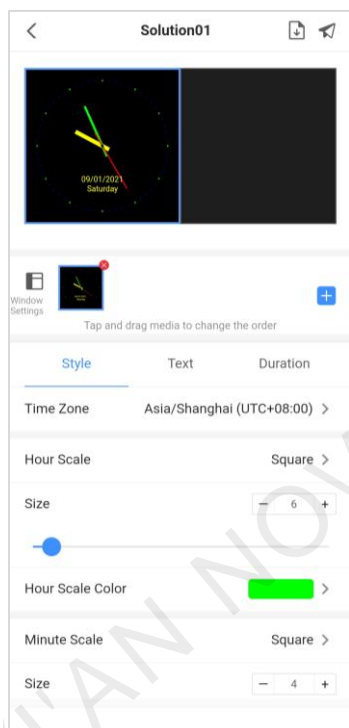 Solution01
09/01/2021
Saturday
Window
Settings
Tap and drag media to change the order
Style Text Duration
Time Zone Asia/Shanghai (UTC+08:00)
Hour Scale Square
Size − 6 +
Hour Scale Color
Minute Scale Square
Size − 4 +